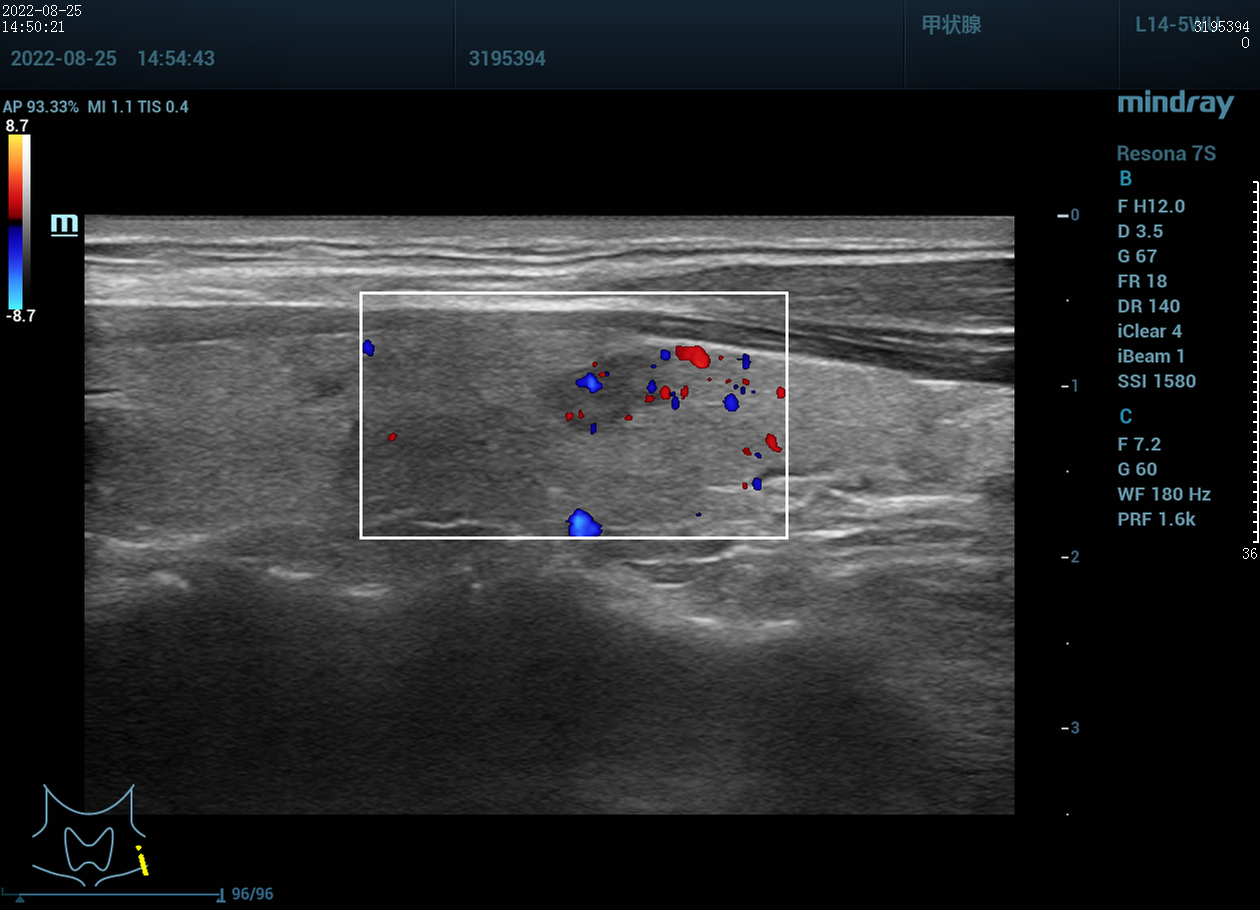 2022-08-25
14:50:21
2022-08-25 14:54:43
3195394
甲状腺
L14-5W
3195394
0
AP 93.33% MI 1.1 TIS 0.4
8.7
-8.7
m
mindray
Resona 7S
B
F H12.0
D 3.5
G 67
FR 18
DR 140
iClear 4
iBeam 1
SSI 1580
C
F 7.2
G 60
WF 180 Hz
PRF 1.6k
0
1
2
3
36
96/96